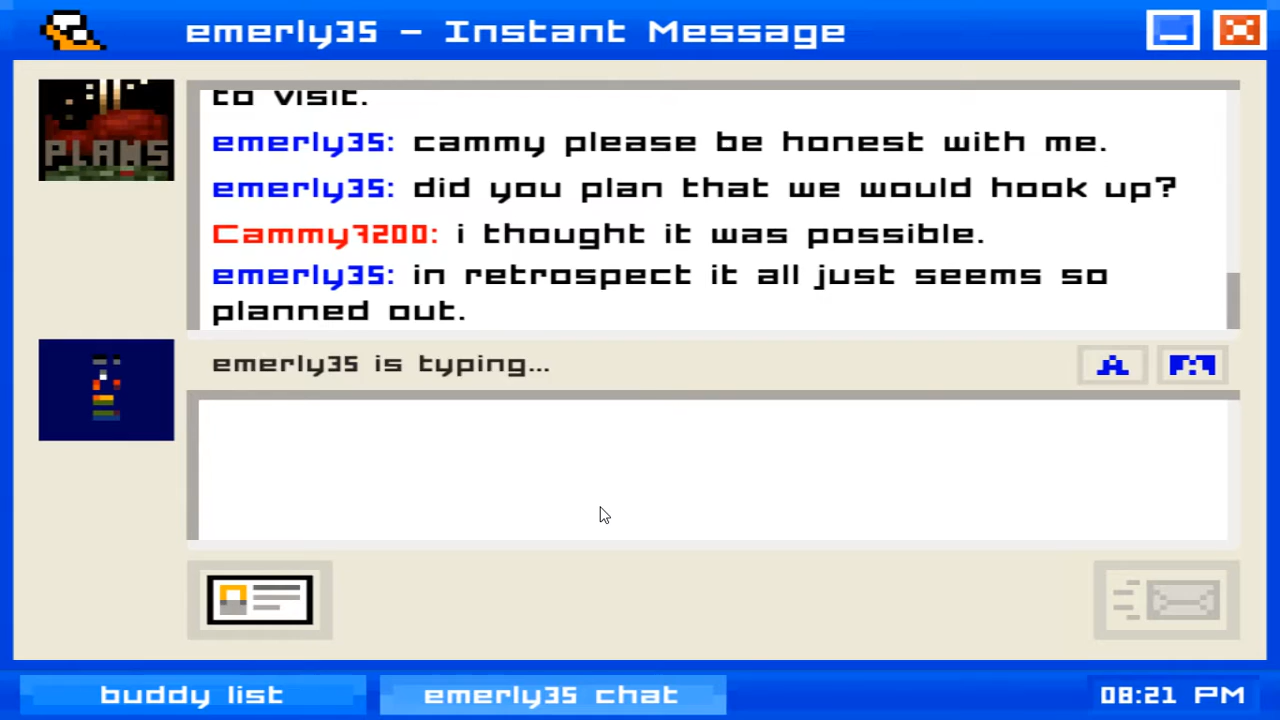 emerly35 - Instant Message
to visit.
PLANS
emerly35: cammy please be honest with me.
emerly35: did you plan that we would hook up?
Cammy7200: i thought it was possible.
emerly35: in retrospect it all just seems so
planned out.
emerly35 is typing...
A
buddy list
emerly35 chat
08:21 PM